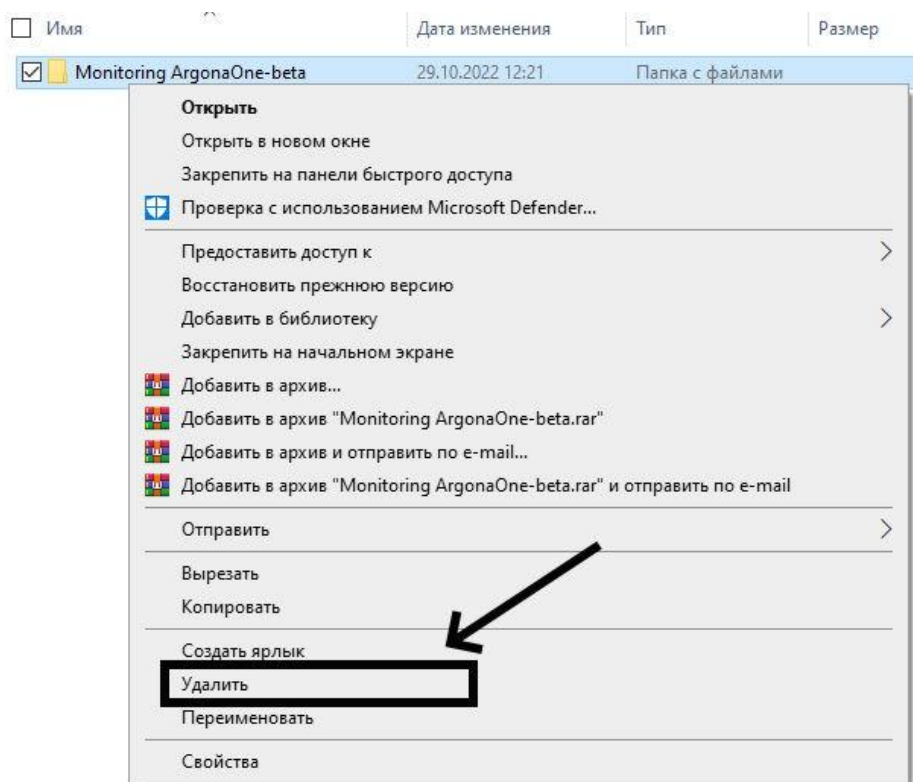 Имя Дата изменения Тип Размер
Monitoring ArgonaOne-beta 29.10.2022 12:21 Папка с файлами
Открыть
Открыть в новом окне
Закрепить на панели быстрого доступа
Проверка с использованием Microsoft Defender...
Предоставить доступ к
Восстановить прежнюю версию
Добавить в библиотеку
Закрепить на начальном экране
Добавить в архив...
Добавить в архив "Monitoring ArgonaOne-beta.rar"
Добавить в архив и отправить по e-mail...
Добавить в архив "Monitoring ArgonaOne-beta.rar" и отправить по e-mail
Отправить
Вырезать
Копировать
Создать ярлык
Удалить
Переименовать
Свойства